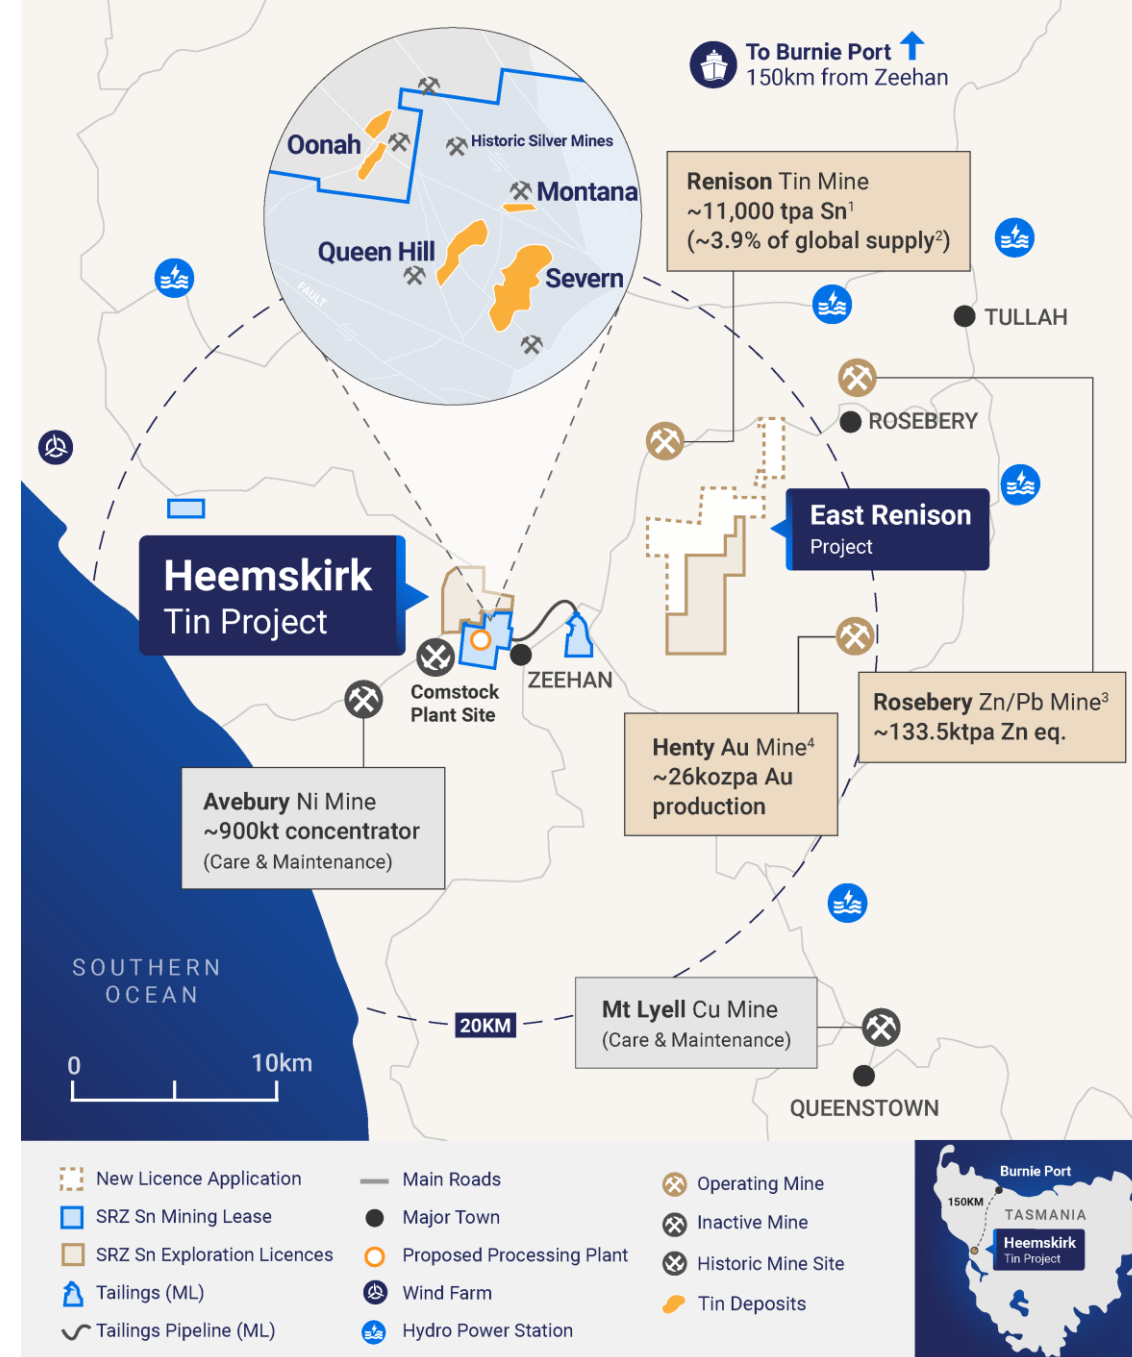 To Burnie Port
150km from Zeehan
Oonah
Historic Silver Mines
Montana
Queen Hill
Severn
FAULT
Renison Tin Mine
~11,000 tpa Sn1
(~3.9% of global supply2)
TULLAH
ROSEBERY
East Renison
Project
Heemskirk
Tin Project
ZEEHAN
Comstock
Plant Site
Rosebery Zn/Pb Mine3
~133.5ktpa Zn eq.
Henty Au Mine4
~26kozpa Au
production
Avebury Ni Mine
~900kt concentrator
(Care & Maintenance)
SOUTHERN
OCEAN
20KM
Mt Lyell Cu Mine
(Care & Maintenance)
0 10km
QUEENSTOWN
New Licence Application
SRZ Sn Mining Lease
SRZ Sn Exploration Licences
Tailings (ML)
Tailings Pipeline (ML)
Main Roads
Major Town
Proposed Processing Plant
Wind Farm
Hydro Power Station
Operating Mine
Inactive Mine
Historic Mine Site
Tin Deposits
Burnie Port
150KM
TASMANIA
Heemskirk
Tin Project